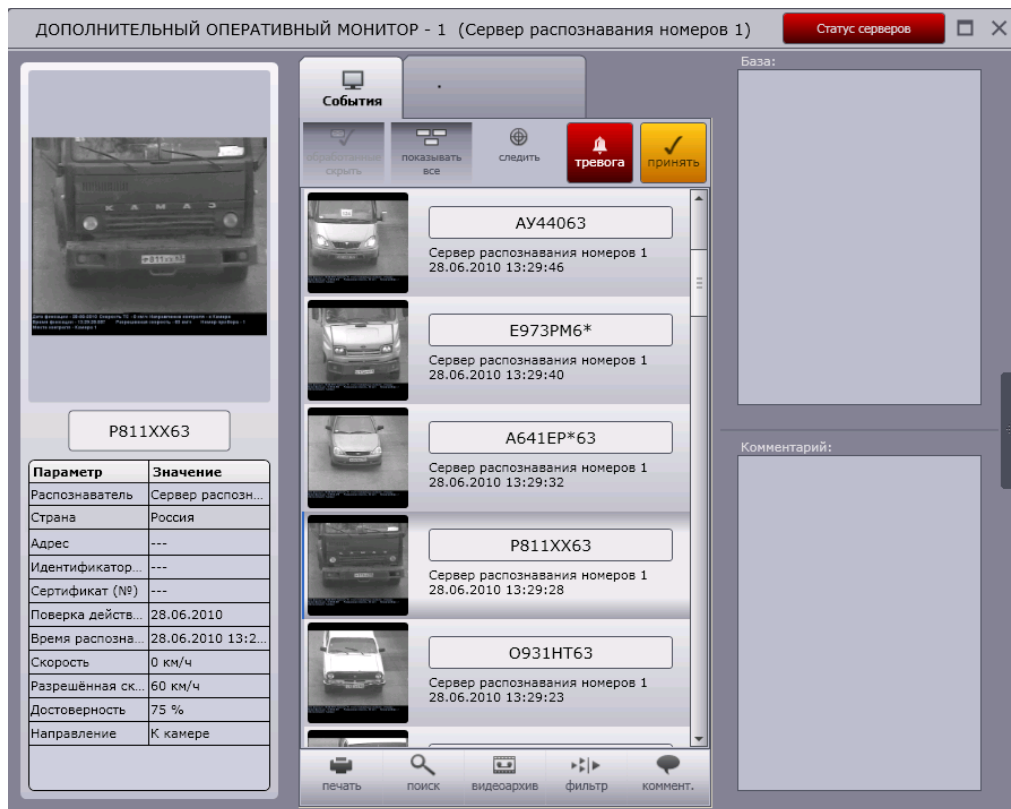 ДОПОЛНИТЕЛЬНЫЙ ОПЕРАТИВНЫЙ МОНИТОР - 1 (Сервер распознавания номеров 1)
Статус серверов
КАМАЗ
Р811ХХ63
Параметр Значение
Распознаватель Сервер распозн...
Страна Россия
Адрес ---
Идентификатор... ---
Сертификат (№) ---
Поверка действ... 28.06.2010
Время распозна... 28.06.2010 13:2...
Скорость 0 км/ч
Разрешённая ск... 60 км/ч
Достоверность 75 %
Направление К камере
События
.
обработанные
скрыть
показывать
все
следить
тревога
принять
АУ44063
Сервер распознавания номеров 1
28.06.2010 13:29:46
Е973РМ6*
Сервер распознавания номеров 1
28.06.2010 13:29:40
А641ЕР*63
Сервер распознавания номеров 1
28.06.2010 13:29:32
Р811ХХ63
Сервер распознавания номеров 1
28.06.2010 13:29:28
О931НТ63
Сервер распознавания номеров 1
28.06.2010 13:29:23
печать
поиск
видеоархив
фильтр
коммент.
База:
Комментарий: